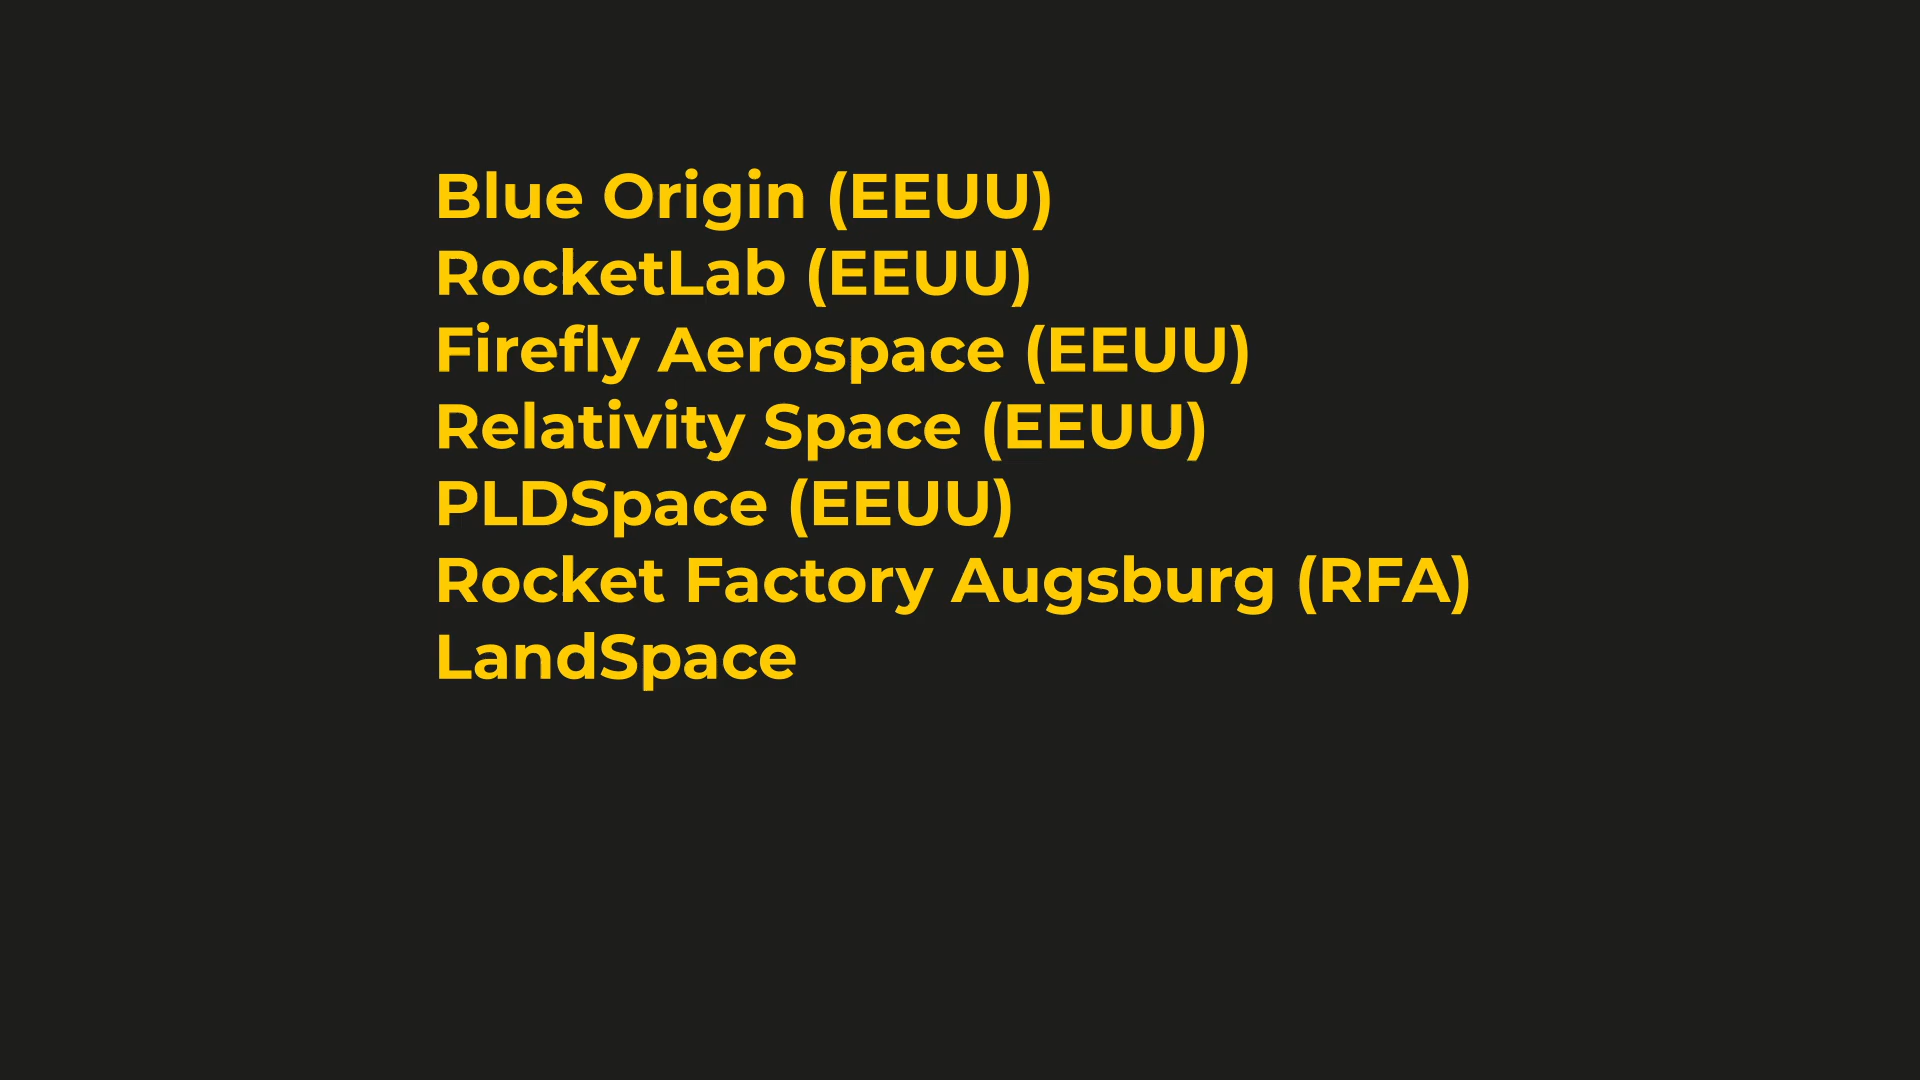 Blue Origin (EEUU)
RocketLab (EEUU)
Firefly Aerospace (EEUU)
Relativity Space (EEUU)
PLDSpace (EEUU)
Rocket Factory Augsburg (RFA)
LandSpace